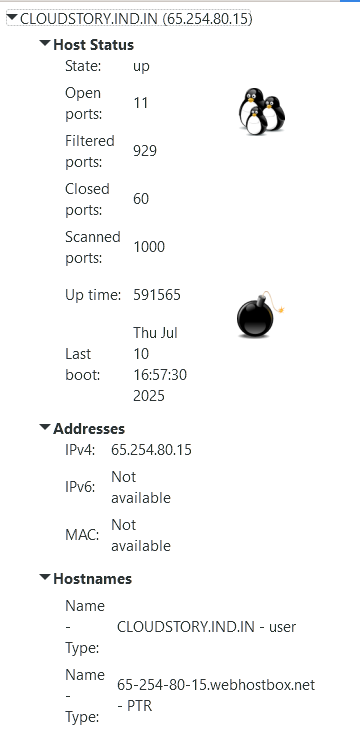 CLOUDSTORY.IND.IN (65.254.80.15)
Host Status
State: up
Open
ports: 11
Filtered
ports: 929
Closed
ports: 60
Scanned
ports: 1000
Up time: 591565
Last
boot: Thu Jul
10
16:57:30
2025
Addresses
IPv4: 65.254.80.15
IPv6: Not
available
MAC: Not
available
Hostnames
Name
-
Type: CLOUDSTORY.IND.IN - user
Name
-
Type: 65-254-80-15.webhostbox.net
- PTR